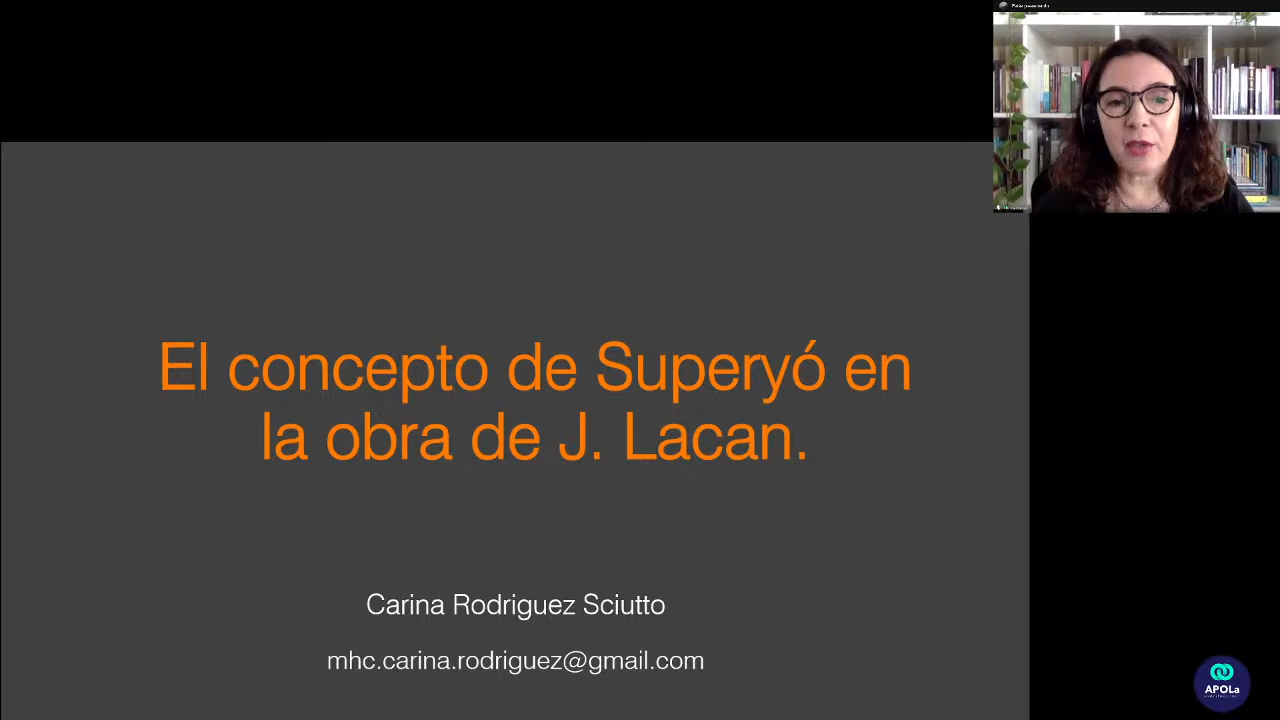 El concepto de Superyó en
la obra de J. Lacan.
Carina Rodriguez Sciutto
mhc.carina.rodriguez@gmail.com
APOLa